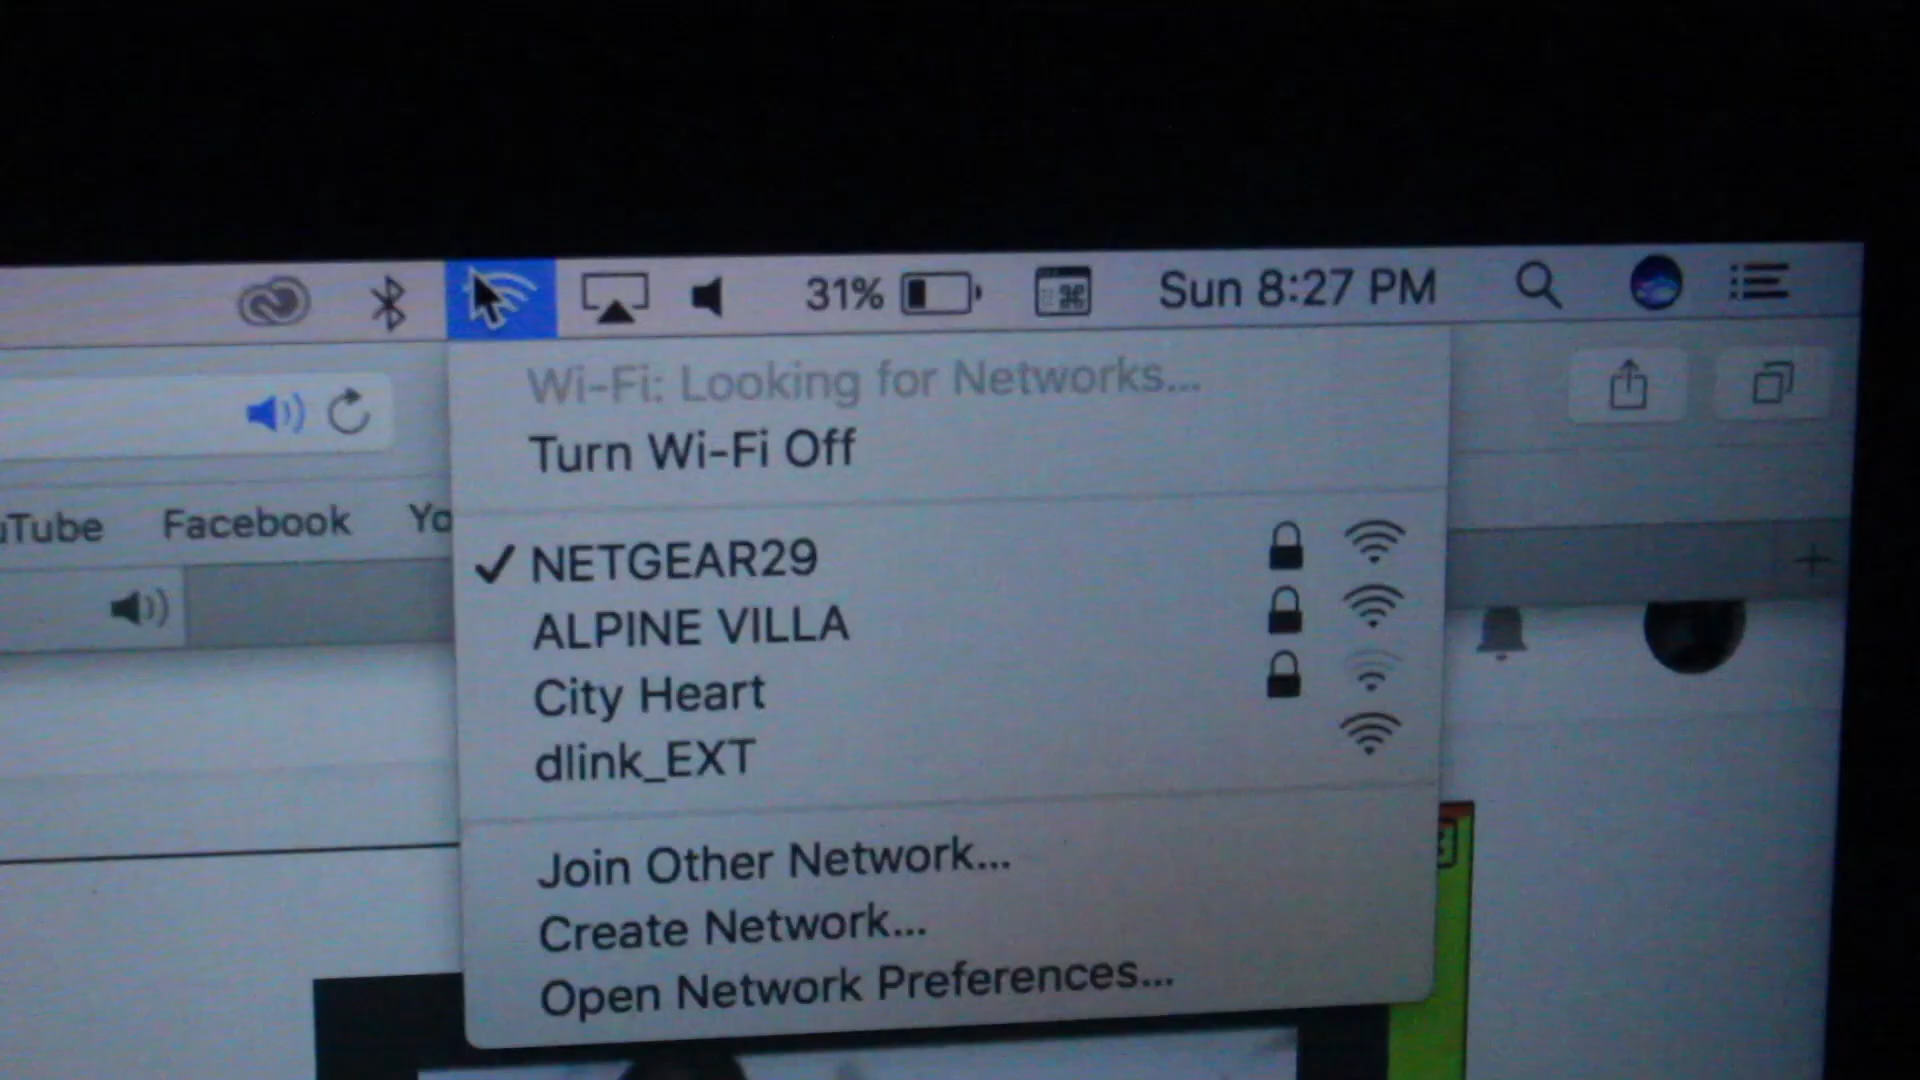 31%
Sun 8:27 PM
Wi-Fi: Looking for Networks...
Turn Wi-Fi Off
uTube
Facebook
Yo
NETGEAR29
ALPINE VILLA
City Heart
dlink_EXT
Join Other Network...
Create Network...
Open Network Preferences...